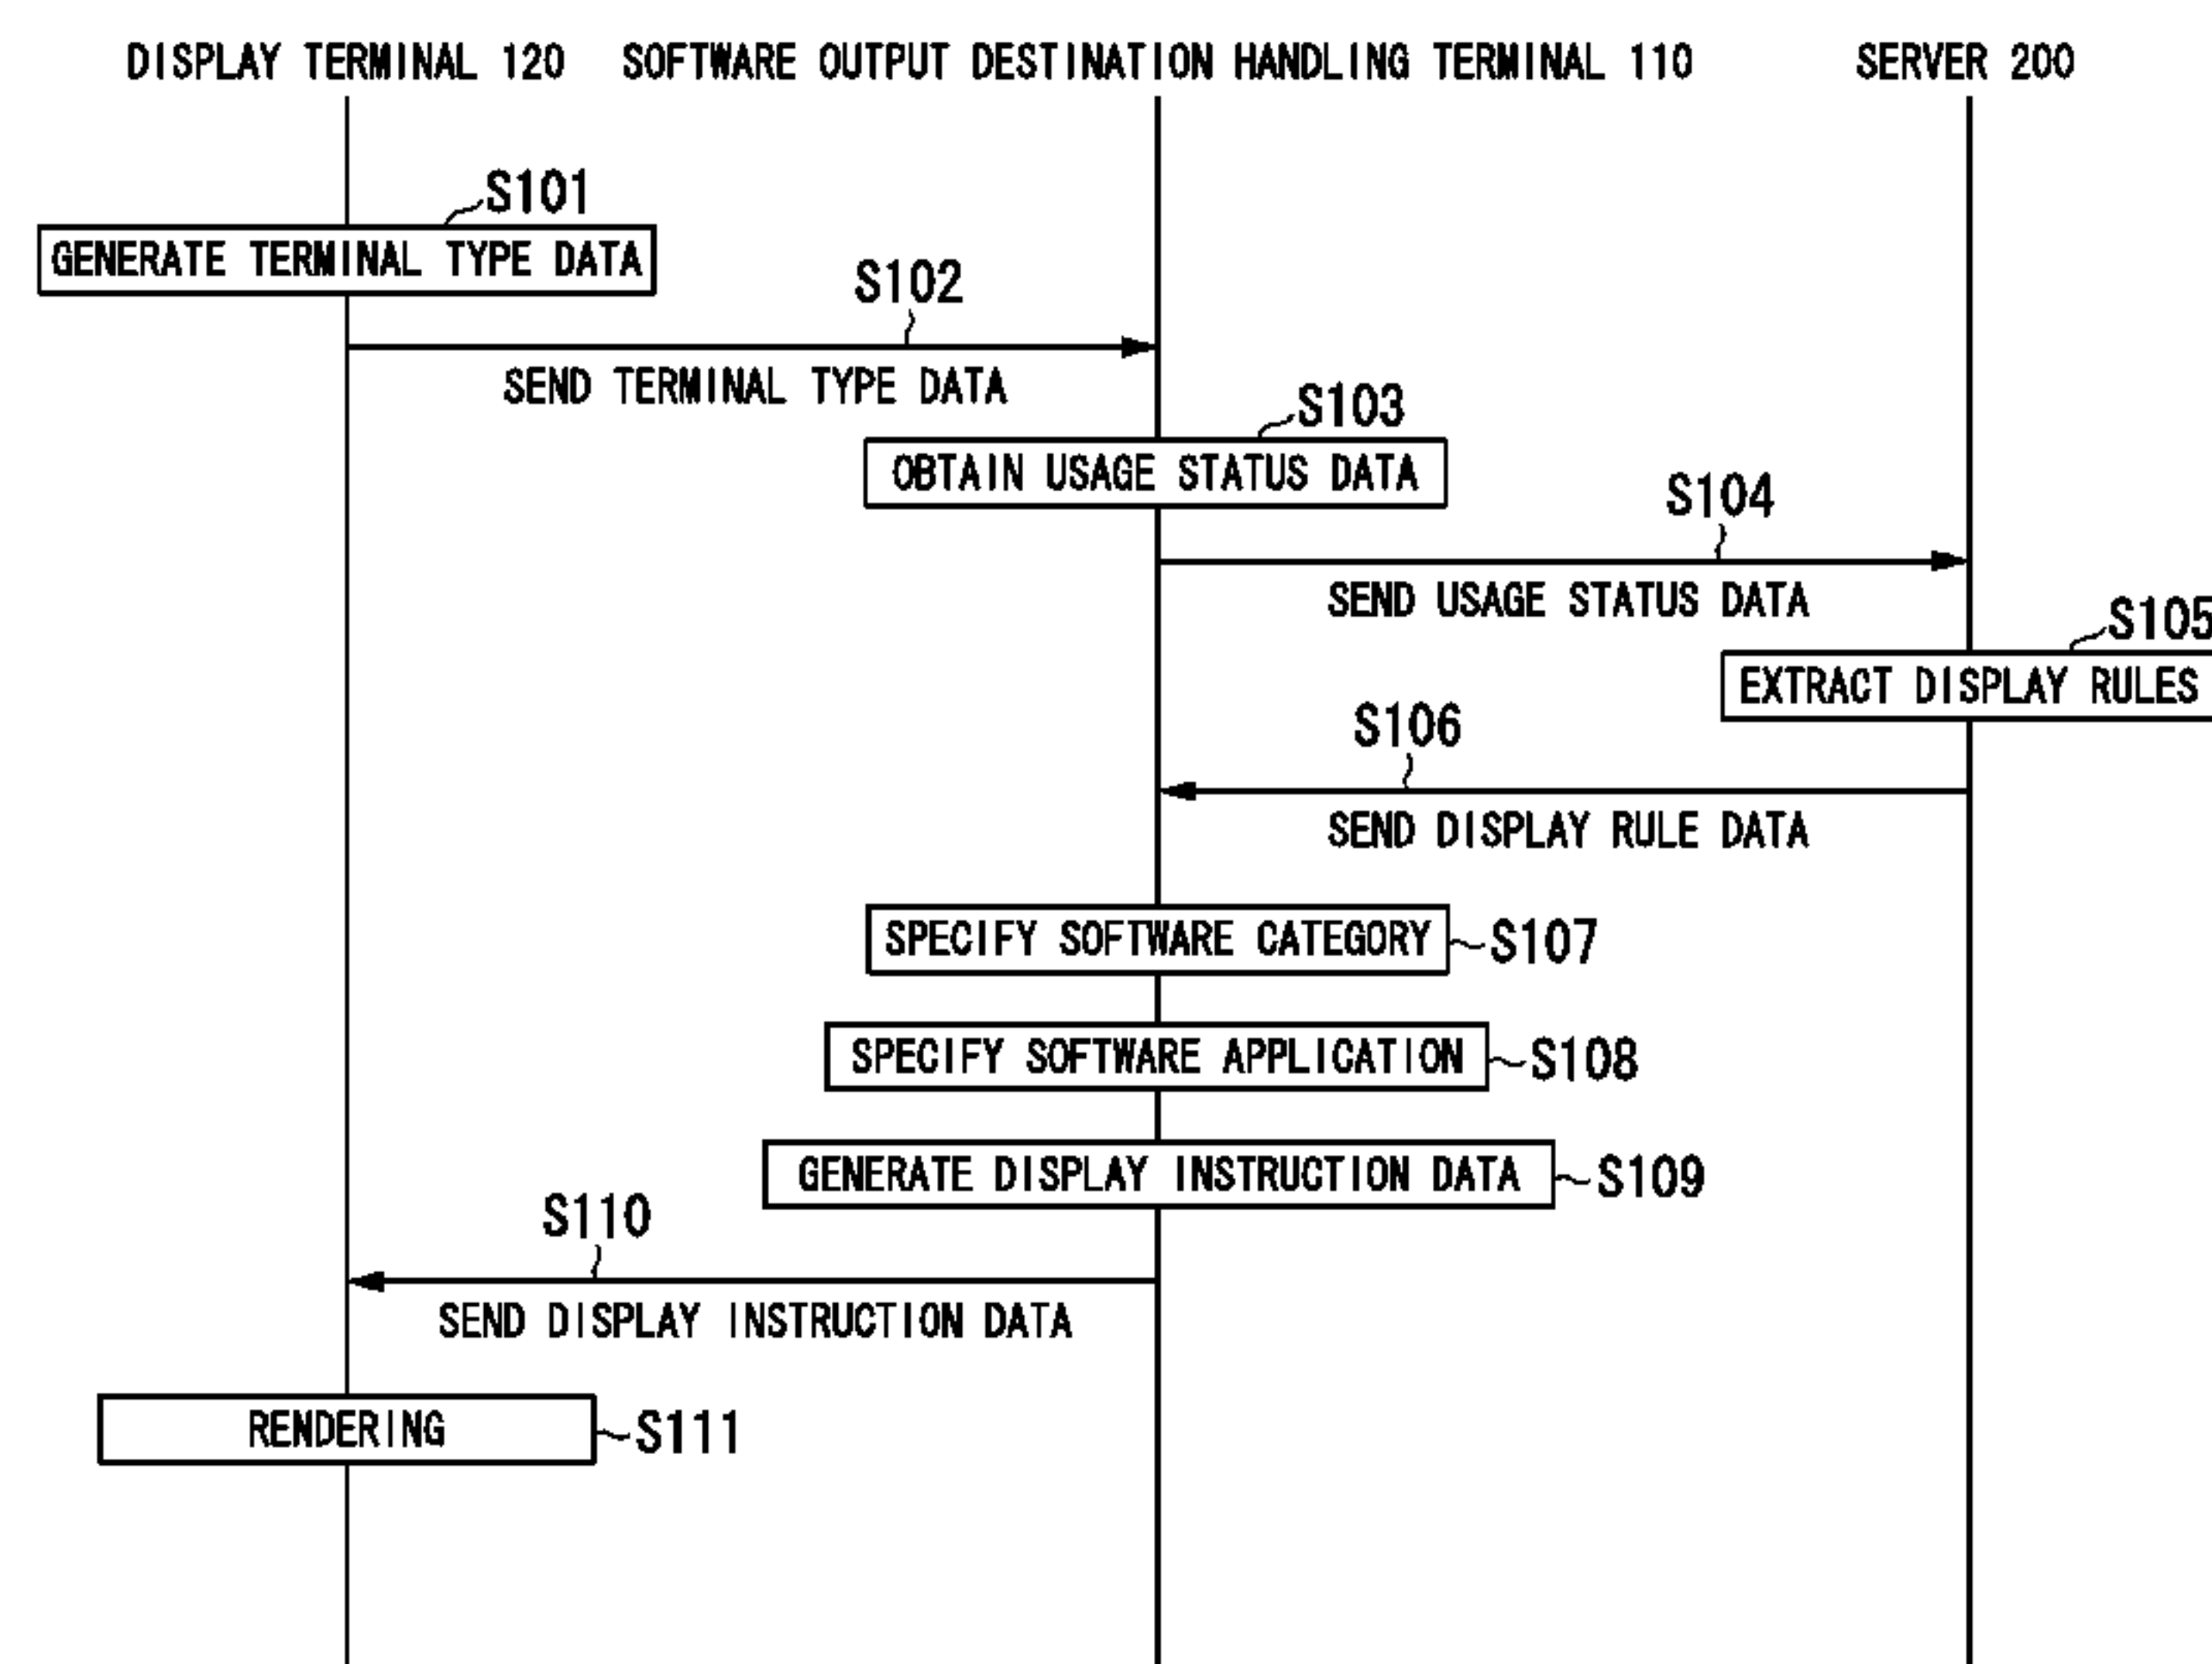 DISPLAY TERMINAL 120 SOFTWARE OUTPUT DESTINATION HANDLING TERMINAL 110 SERVER 200
S101
GENERATE TERMINAL TYPE DATA
S102
SEND TERMINAL TYPE DATA
S103
OBTAIN USAGE STATUS DATA
S104
SEND USAGE STATUS DATA
S105
EXTRACT DISPLAY RULES
S106
SEND DISPLAY RULE DATA
SPECIFY SOFTWARE CATEGORY S107
SPECIFY SOFTWARE APPLICATION S108
GENERATE DISPLAY INSTRUCTION DATA S109
S110
SEND DISPLAY INSTRUCTION DATA
RENDERING S111